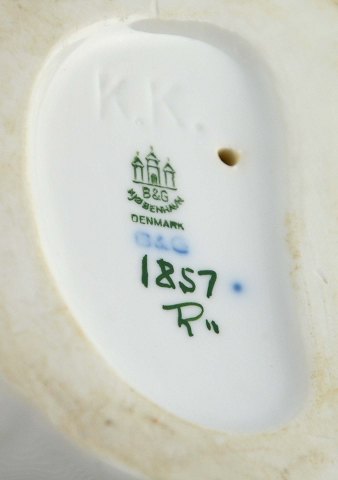 K.K.
B&G
KJØBENHAVN
DENMARK
B&G
1857
R"